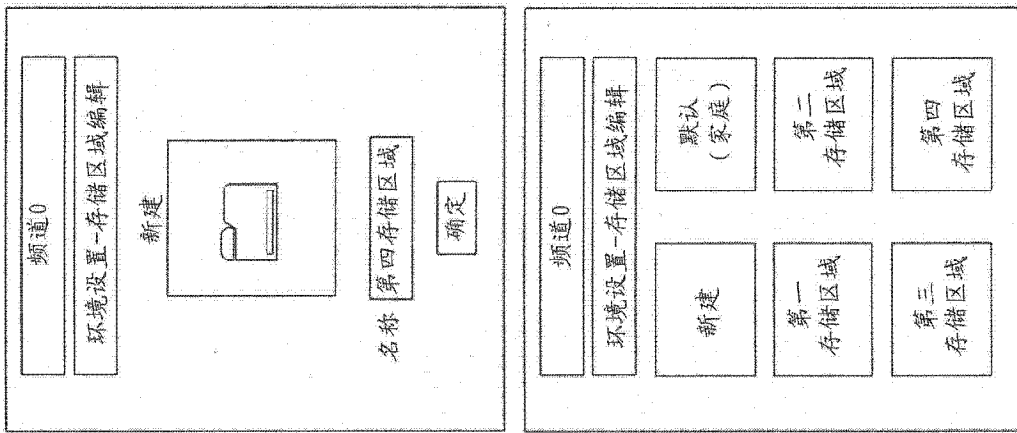 频道0
环境设置-存储区域编辑
新建
名称 第四存储区域
确定
频道0
环境设置-存储区域编辑
新建
默认
(家庭)
第一
存储区域
第二
存储区域
第三
存储区域
第四
存储区域